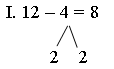 I. 12 – 4 = 8
2 2